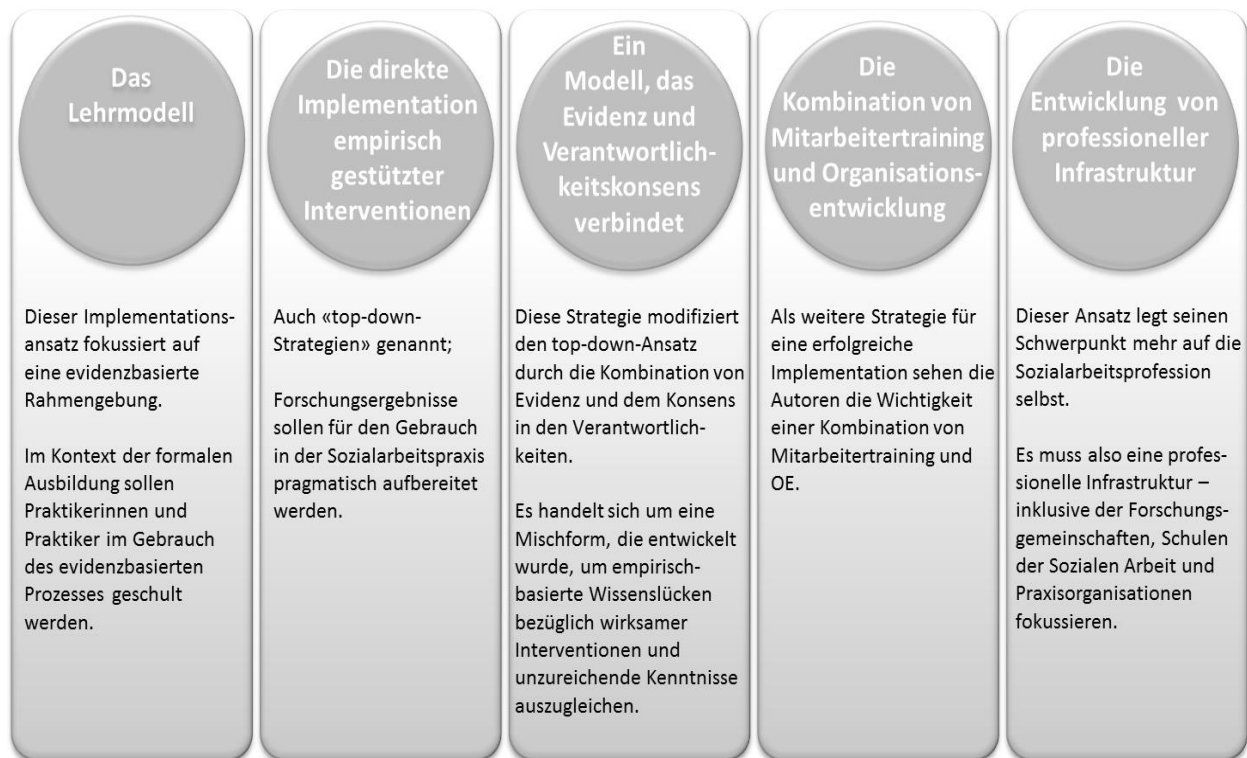 Das
Lehrmodell
Dieser Implementations-
ansatz fokussiert auf
eine evidenzbasierte
Rahmengebung.
Im Kontext der formalen
Ausbildung sollen
Praktikerinnen und
Praktiker im Gebrauch
des evidenzbasierten
Prozesses geschult
werden.
Die direkte
Implementation
empirisch
gestützter
Interventionen
Auch «top-down-
Strategien» genannt;
Forschungsergebnisse
sollen für den Gebrauch
in der Sozialarbeitspraxis
pragmatisch aufbereitet
werden.
Ein
Modell, das
Evidenz und
Verantwortlich-
keitskonsens
verbindet
Diese Strategie modifiziert
den top-down-Ansatz
durch die Kombination von
Evidenz und dem Konsens
in den Verantwortlich-
keiten.
Es handelt sich um eine
Mischform, die entwickelt
wurde, um empirisch-
basierte Wissenslücken
bezüglich wirksamer
Interventionen und
unzureichende Kenntnisse
auszugleichen.
Die
Kombination von
Mitarbeitertraining
und Organisations-
entwicklung
Als weitere Strategie für
eine erfolgreiche
Implementation sehen die
Autoren die Wichtigkeit
einer Kombination von
Mitarbeitertraining und
OE.
Die
Entwicklung von
professioneller
Infrastruktur
Dieser Ansatz legt seinen
Schwerpunkt mehr auf die
Sozialarbeitsprofession
selbst.
Es muss also eine profes-
sionelle Infrastruktur –
inklusive der Forschungs-
gemeinschaften, Schulen
der Sozialen Arbeit und
Praxisorganisationen
fokussieren.